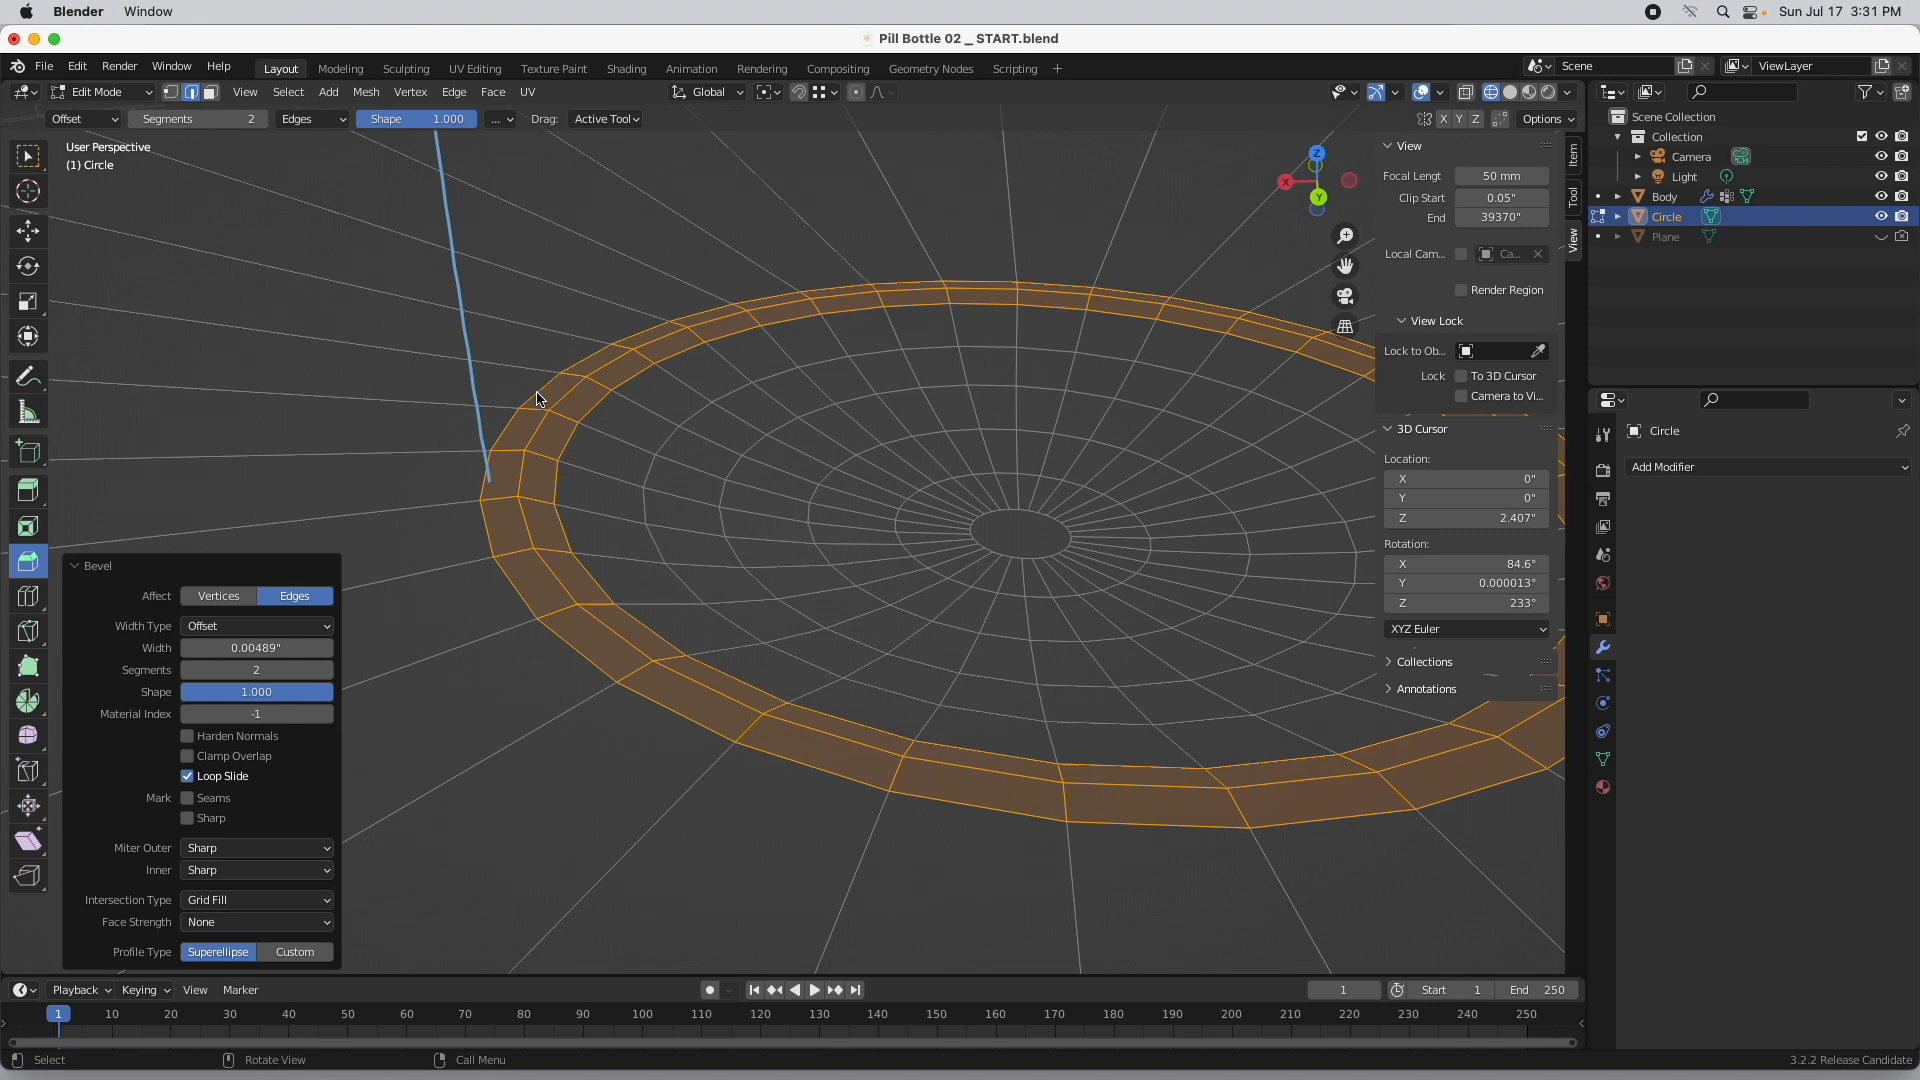 Blender Window Sun Jul 17 3:31 PM
Pill Bottle 02 _ START.blend
File Edit Render Window Help Layout Modeling Sculpting UV Editing Texture Paint Shading Animation Rendering Compositing Geometry Nodes Scripting + Scene ViewLayer
Edit Mode View Select Add Mesh Vertex Edge Face UV Global
Offset Segments 2 Edges Shape 1.000 ... Drag: Active Tool X Y Z Options
User Perspective
(1) Circle
Z
X
Y
View
Focal Lengt 50 mm
Clip Start 0.05"
End 39370"
Local Cam... Ca...
Render Region
View Lock
Lock to Ob...
Lock To 3D Cursor
Camera to Vi...
3D Cursor
Location:
X 0"
Y 0"
Z 2.407"
Rotation:
X 84.6°
Y 0.000013°
Z 233°
XYZ Euler
Collections
Annotations
Item
Tool
View
Scene Collection
Collection
Camera
Light
Body
Circle
Plane
Circle
Add Modifier
Bevel
Affect Vertices Edges
Width Type Offset
Width 0.00489"
Segments 2
Shape 1.000
Material Index -1
Harden Normals
Clamp Overlap
Loop Slide
Mark Seams
Sharp
Miter Outer Sharp
Inner Sharp
Intersection Type Grid Fill
Face Strength None
Profile Type Superellipse Custom
Playback Keying View Marker 1 Start 1 End 250
1 10 20 30 40 50 60 70 80 90 100 110 120 130 140 150 160 170 180 190 200 210 220 230 240 250
Select Rotate View Call Menu 3.2.2 Release Candidate